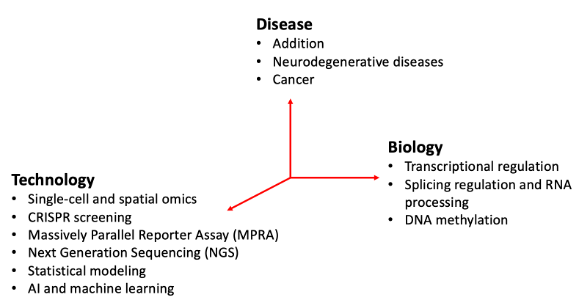 Disease
• Addition
• Neurodegenerative diseases
• Cancer
Biology
• Transcriptional regulation
• Splicing regulation and RNA
processing
• DNA methylation
Technology
• Single-cell and spatial omics
• CRISPR screening
• Massively Parallel Reporter Assay (MPRA)
• Next Generation Sequencing (NGS)
• Statistical modeling
• AI and machine learning